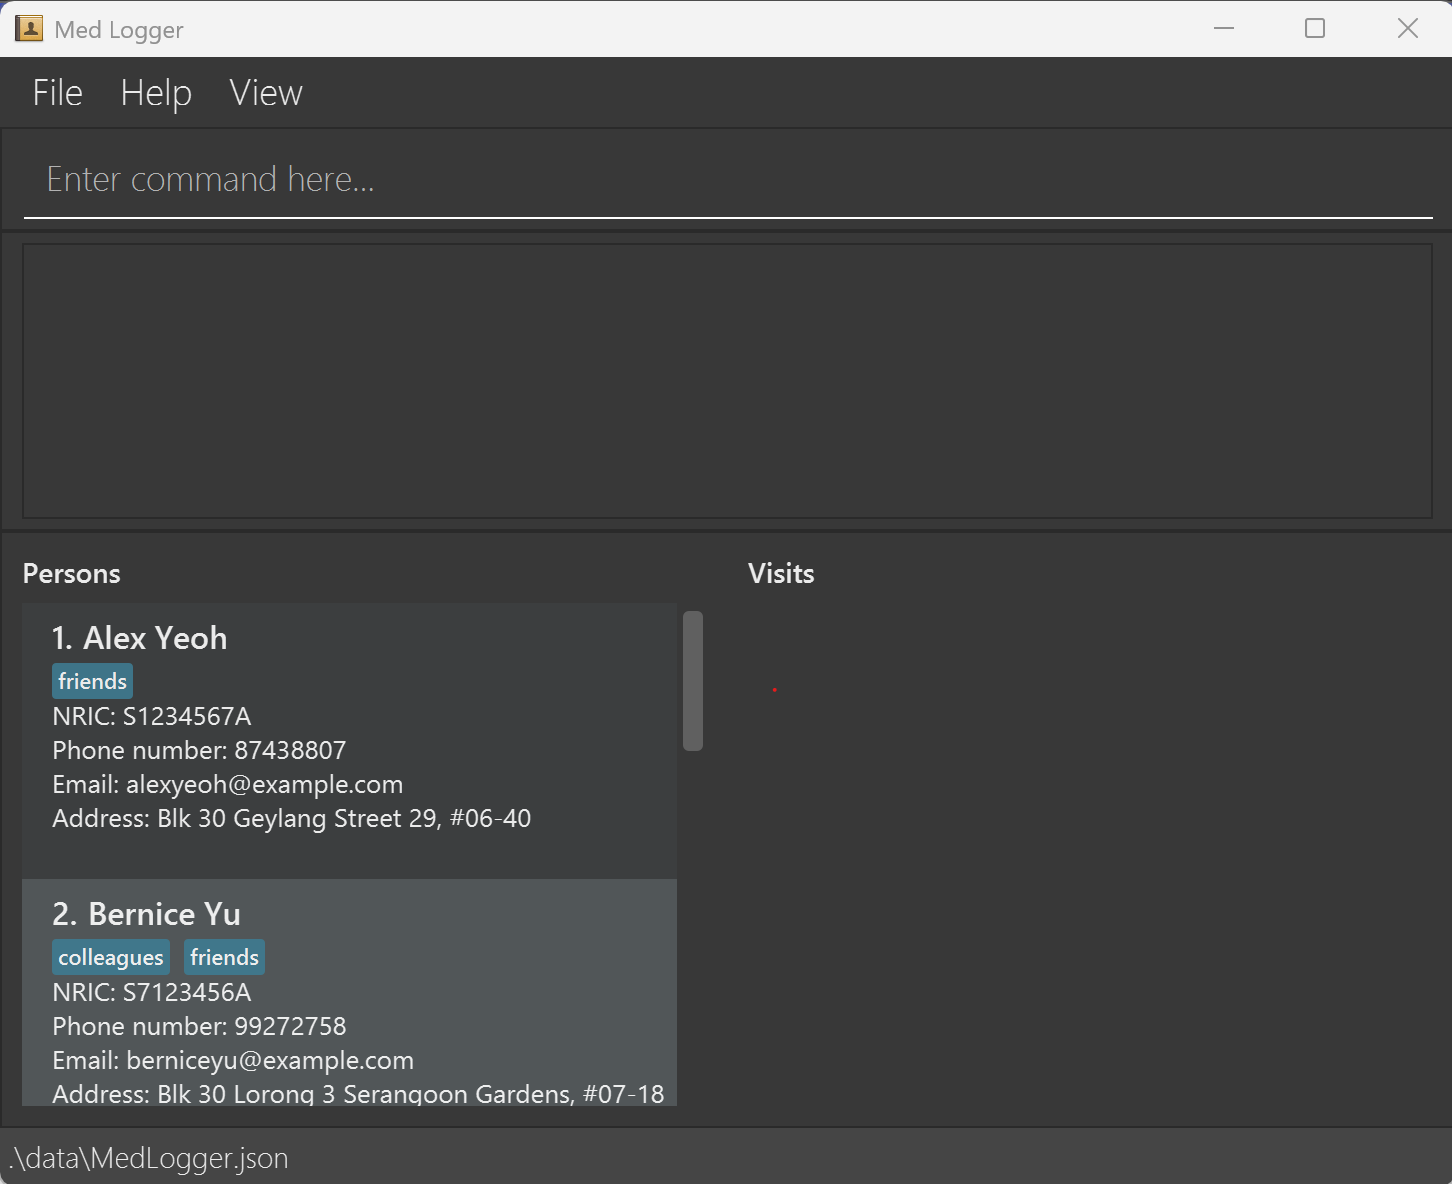 Med Logger
File Help View
Enter command here...
Persons
1. Alex Yeoh
friends
NRIC: S1234567A
Phone number: 87438807
Email: alexyeoh@example.com
Address: Blk 30 Geylang Street 29, #06-40
2. Bernice Yu
colleagues friends
NRIC: S7123456A
Phone number: 99272758
Email: berniceyu@example.com
Address: Blk 30 Lorong 3 Serangoon Gardens, #07-18
Visits
.\data\MedLogger.json